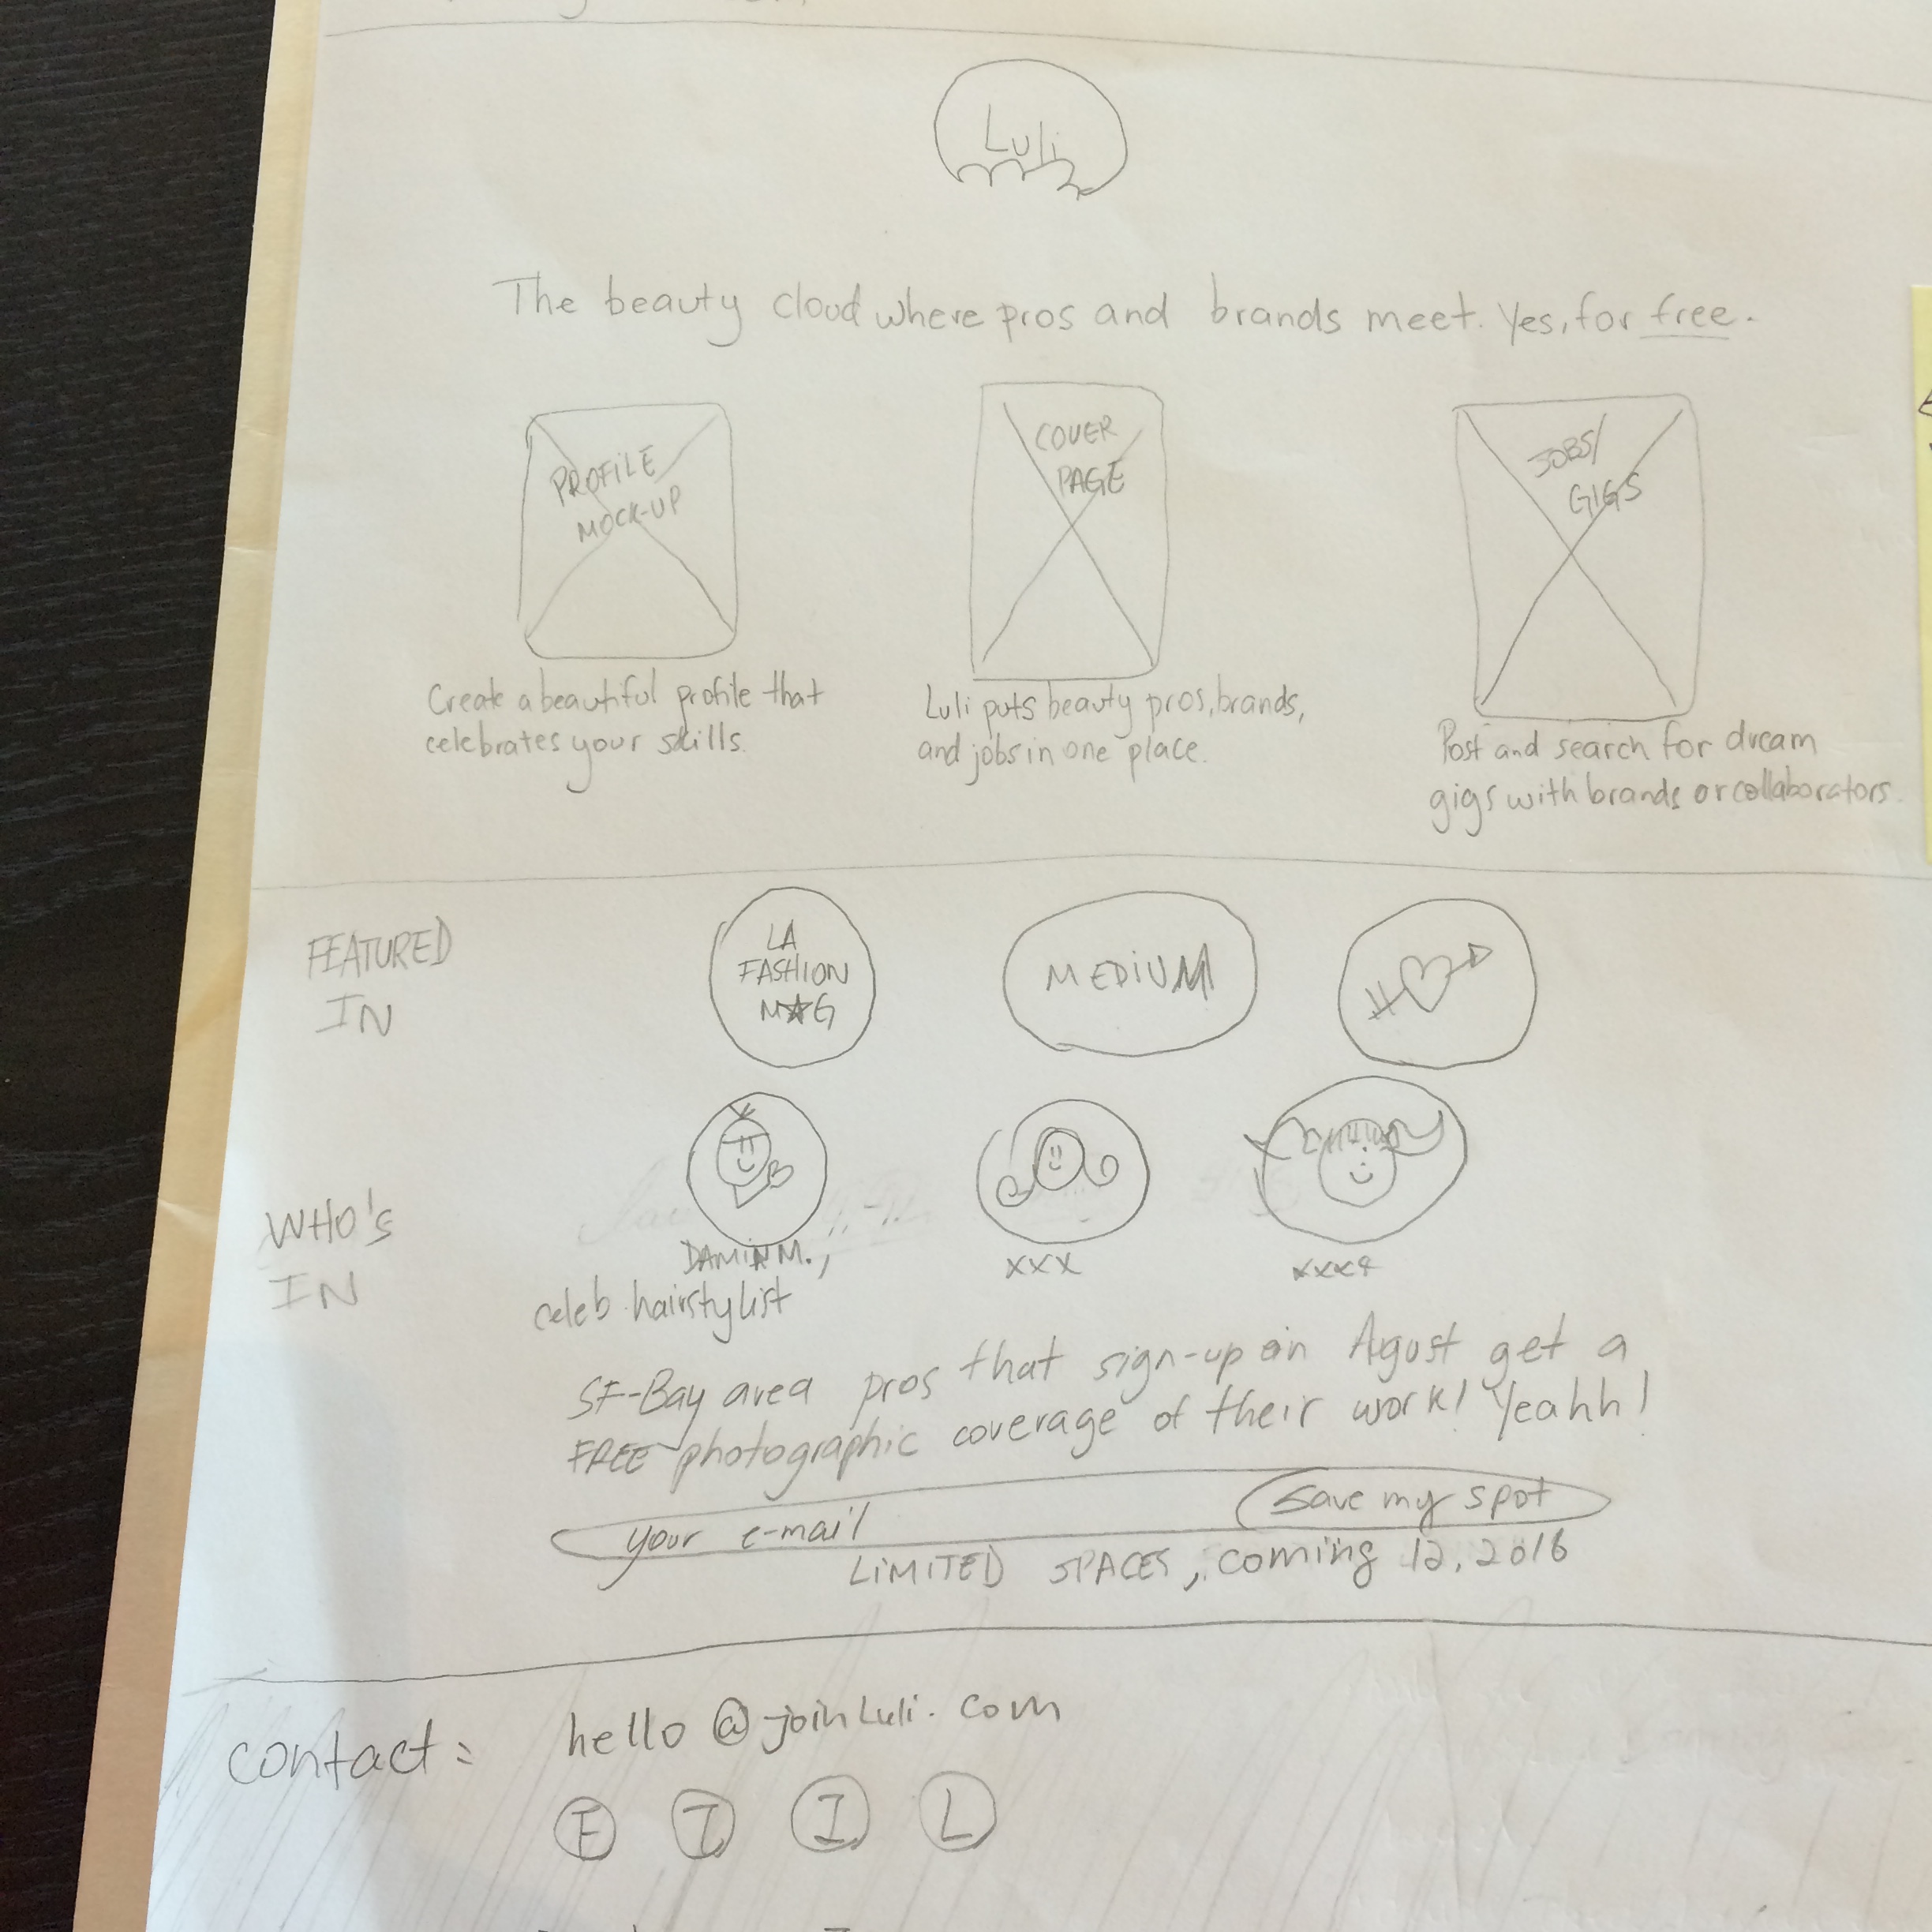 Luli
The beauty cloud where pros and brands meet. Yes, for free.
PROFILE
MOCK-UP
COVER
PAGE
JOBS/
GIGS
Create a beautiful profile that
celebrates your skills.
Luli puts beauty pros, brands,
and jobs in one place.
Post and search for dream
gigs with brands or collaborators.
FEATURED
IN
LA
FASHION
M★G
MEDIUM
WHO's
IN
DAMIAN M.,
celeb hairstylist
xxx
SF-Bay area pros that sign-up in Agust get a
FREE photographic coverage of their work! Yeahh!
your e-mail
Save my spot
LIMITED SPACES, coming 12, 2016
contact:
hello@joinLuli.com
F T I L